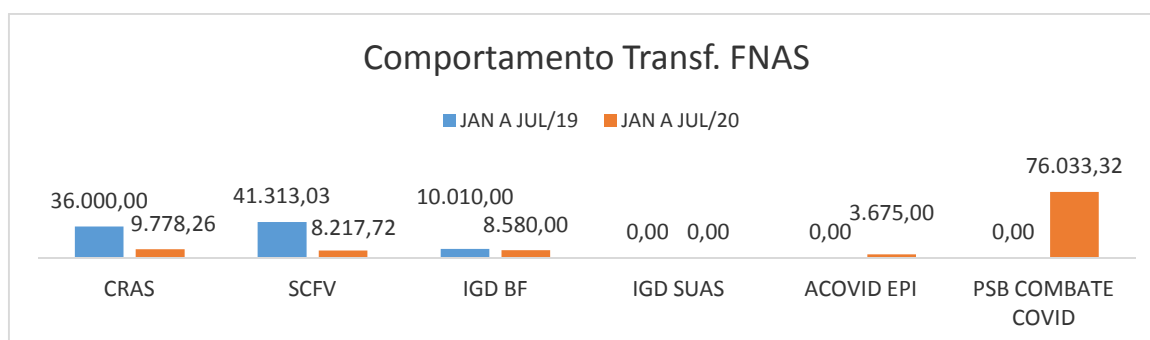 Comportamento Transf. FNAS
JAN A JUL/19 JAN A JUL/20
36.000,00 9.778,26 41.313,03 8.217,72 10.010,00 8.580,00 0,00 0,00 0,00 3.675,00 0,00 76.033,32
CRAS SCFV IGD BF IGD SUAS ACOVID EPI PSB COMBATE
COVID